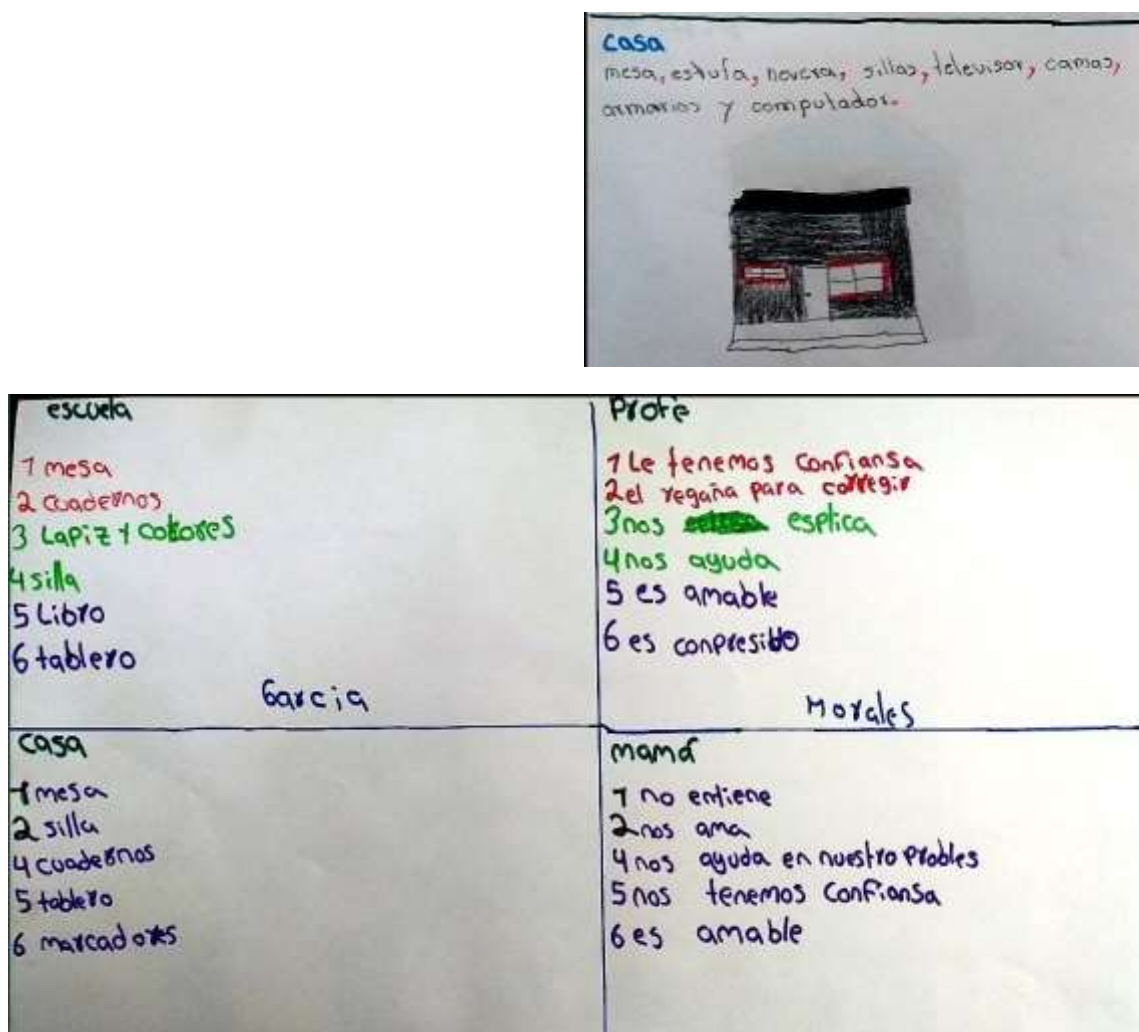 casa
mesa, estufa, nevera, sillas, televisor, camas,
armarios y computador.
escuela
1 mesa
2 cuadernos
3 Lapiz y colores
4 silla
5 Libro
6 tablero
Garcia
Profe
1 Le tenemos confiansa
2 el regaña para corregir
3 nos esplica
4 nos ayuda
5 es amable
6 es conpresibo
Morales
casa
1 mesa
2 silla
4 cuadernos
5 tablero
6 marcadores
mamá
1 no entiene
2 nos ama
4 nos ayuda en nuestro probles
5 nos tenemos confiansa
6 es amable